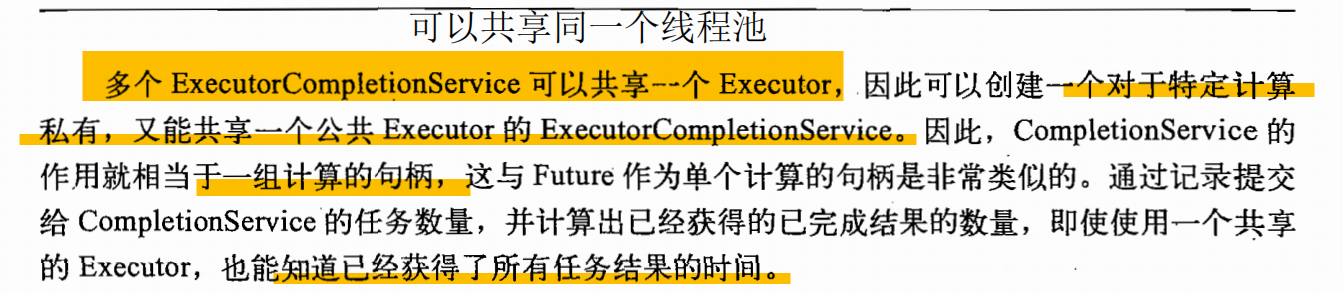 可以共享同一个线程池
多个 ExecutorCompletionService 可以共享一个 Executor，因此可以创建一个对于特定计算
私有，又能共享一个公共 Executor 的 ExecutorCompletionService。因此，CompletionService 的
作用就相当于一组计算的句柄，这与 Future 作为单个计算的句柄是非常类似的。通过记录提交
给 CompletionService 的任务数量，并计算出已经获得的已完成结果的数量，即使使用一个共享
的 Executor，也能知道已经获得了所有任务结果的时间。